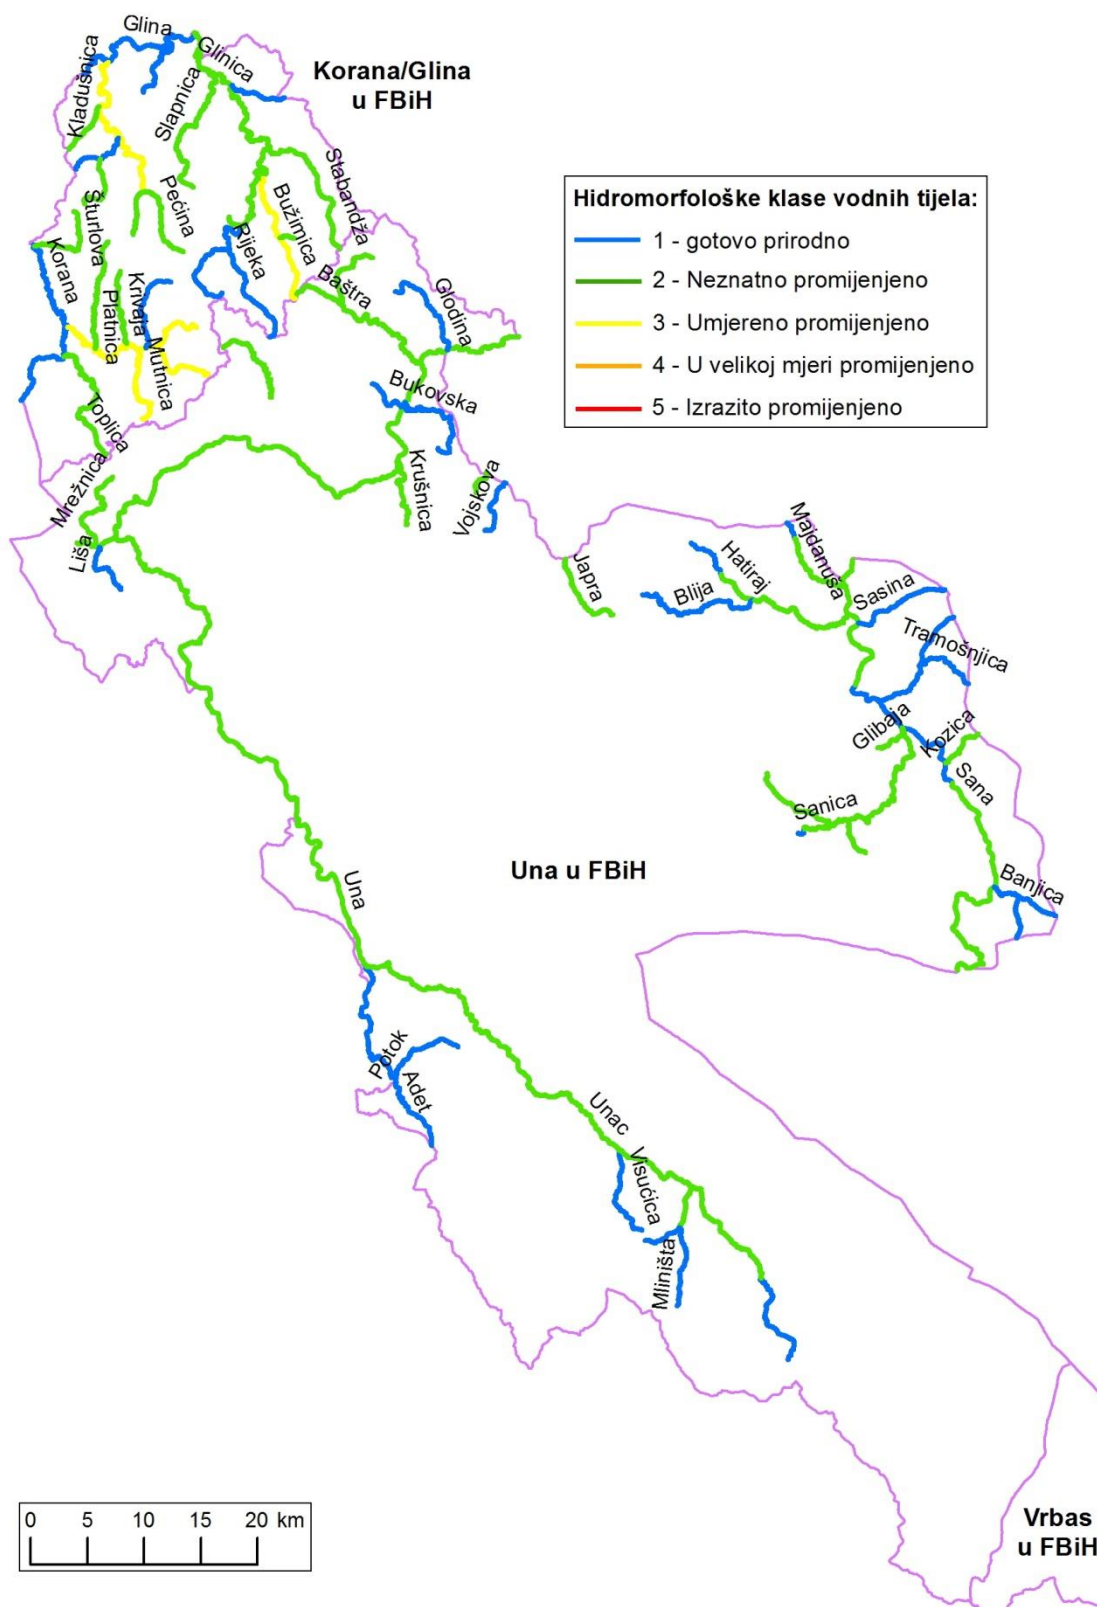 Glina
Glinica
Korana/Glina
u FBiH
Kladušnica
Slapnica
Stabandža
Hidromorfološke klase vodnih tijela:
1 - gotovo prirodno
2 - Neznatno promijenjeno
3 - Umjereno promijenjeno
4 - U velikoj mjeri promijenjeno
5 - Izrazito promijenjeno
Šturlova
Pećina
Bužimica
Rijeka
Korana
Platnica
Krivaja
Baštra
Glodina
Mutnica
Bukovska
Toplica
Mrežnica
Krušnica
Vojskova
Liša
Japra
Blija
Hatiraj
Majdanuša
Sasina
Tramošnjica
Glibaja
Kozica
Sana
Sanica
Una
Una u FBiH
Banjica
Potok
Adet
Unac
Visućica
Mliništa
0 5 10 15 20 km
Vrbas
u FBiH